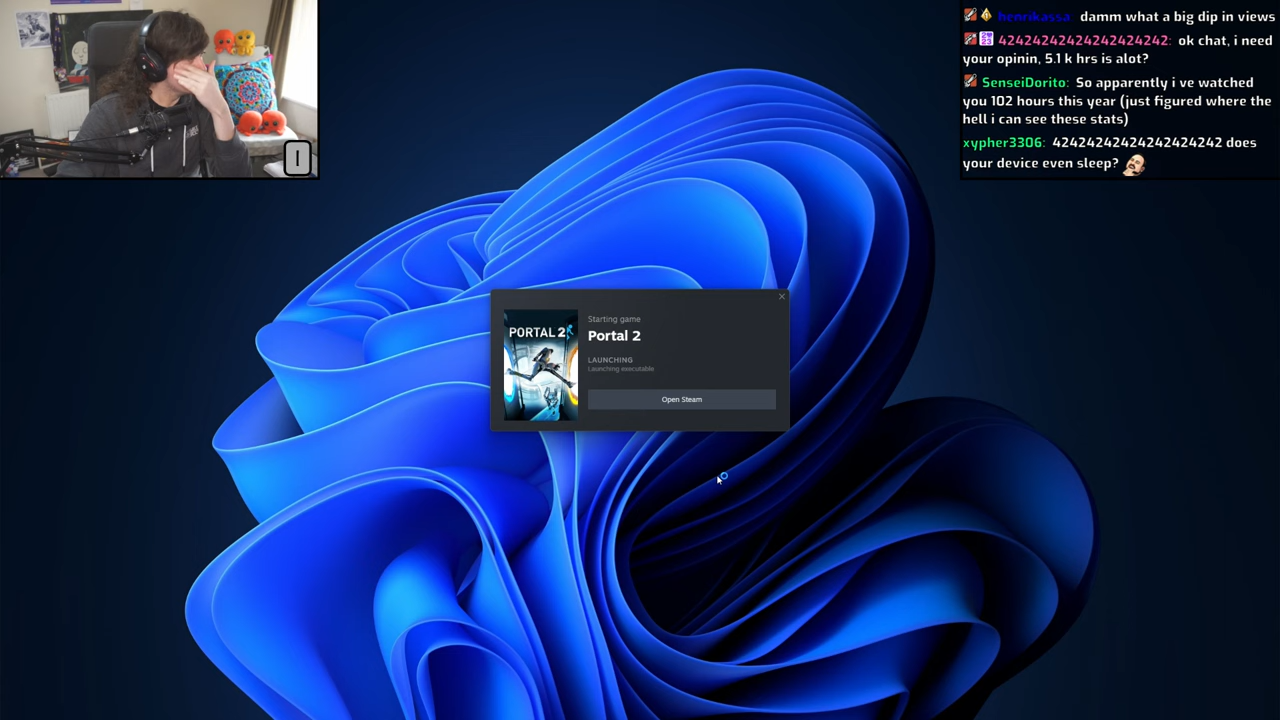 henrikassa: damm what a big dip in views
42424242424242424242: ok chat, i need
your opinin, 5.1 k hrs is alot?
SenseiDorito: So apparently i ve watched
you 102 hours this year (just figured where the
hell i can see these stats)
xypher3306: 42424242424242424242 does
your device even sleep?
Starting game
Portal 2
LAUNCHING
Launching executable
Open Steam
PORTAL 2